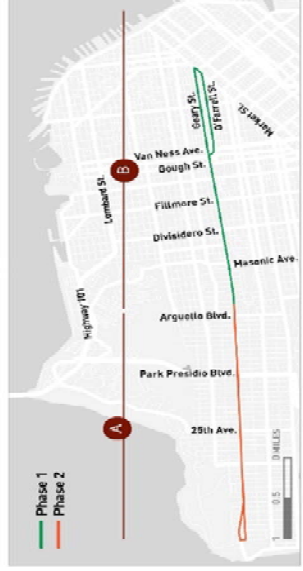 Phase 1
Phase 2
A
B
Highway 101
Lombard St.
Van Ness Ave.
Gough St.
Fillmore St.
Divisidero St.
Masonic Ave.
Arguello Blvd.
Park Presidio Blvd.
25th Ave.
Geary St.
O'Farrell St.
Market St.
1
0.5
0 MILES